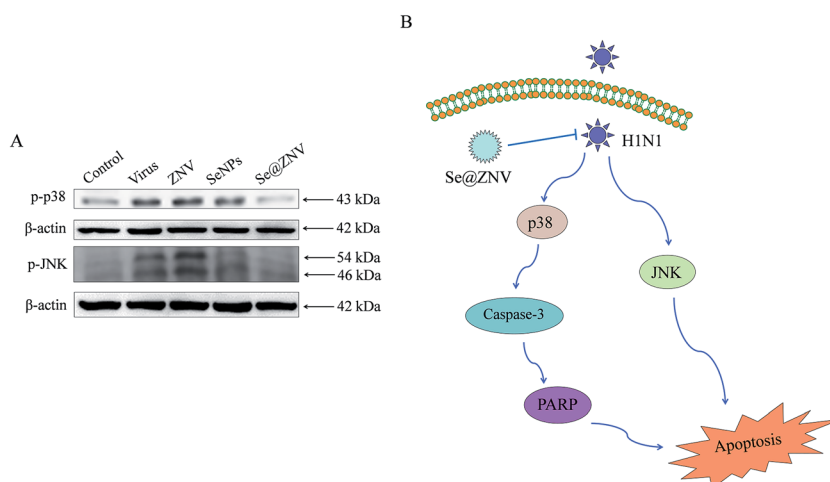 A
Control Virus ZNV SeNPs Se@ZNV
p-p38 43 kDa
β-actin 42 kDa
p-JNK 54 kDa
46 kDa
β-actin 42 kDa
B
H1N1
Se@ZNV
p38
JNK
Caspase-3
PARP
Apoptosis